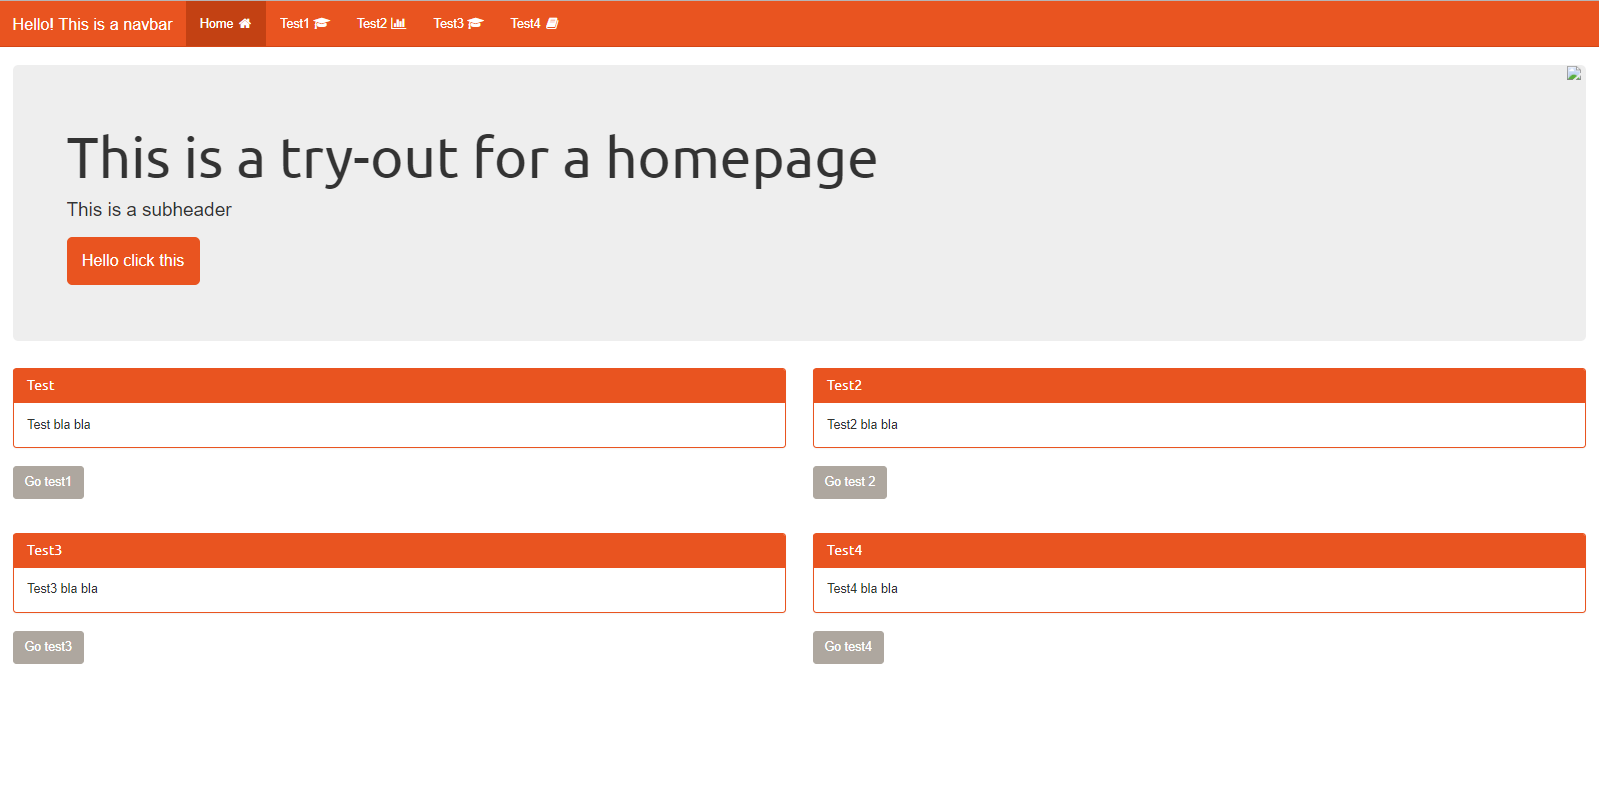 Hello! This is a navbar Home Test1 Test2 Test3 Test4
This is a try-out for a homepage
This is a subheader
Hello click this
Test
Test bla bla
Go test1
Test2
Test2 bla bla
Go test 2
Test3
Test3 bla bla
Go test3
Test4
Test4 bla bla
Go test4